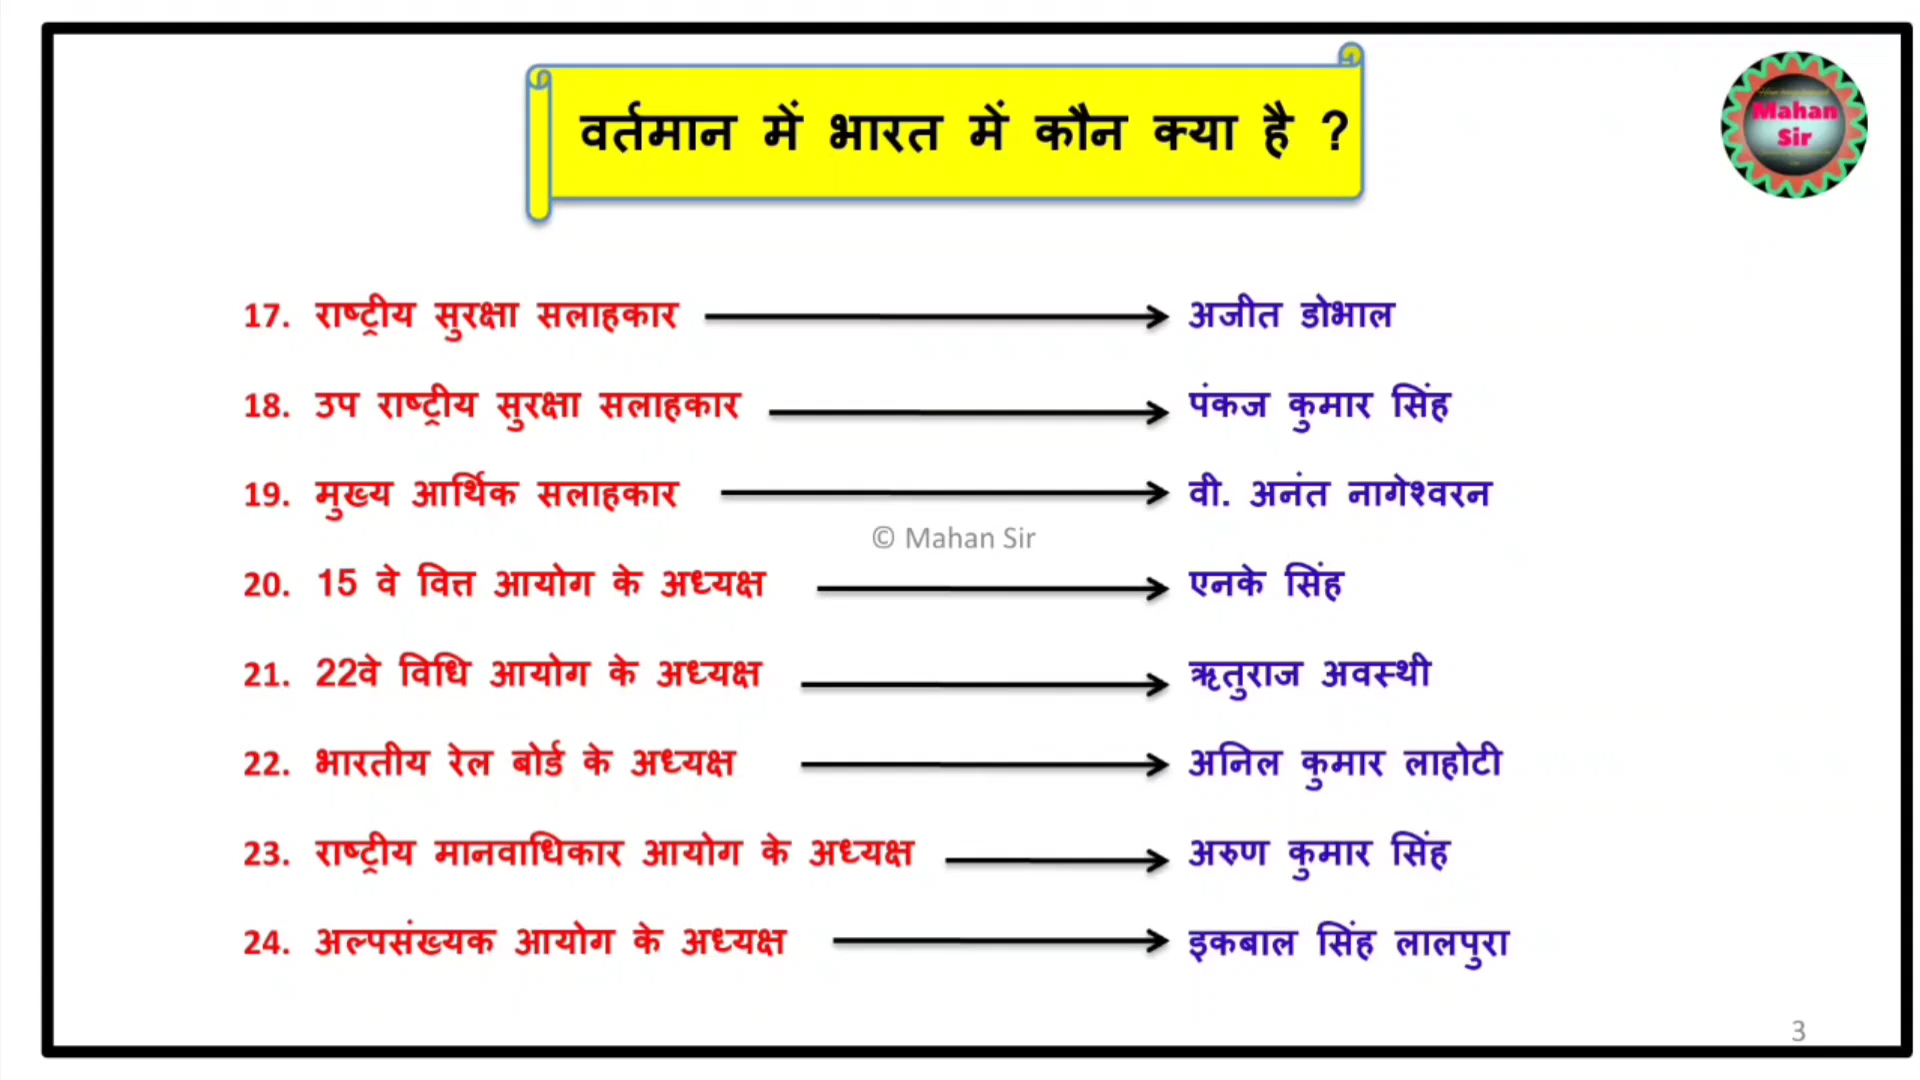 वर्तमान में भारत में कौन क्या है ?
Mahan
Sir
17. राष्ट्रीय सुरक्षा सलाहकार अजीत डोभाल
18. उप राष्ट्रीय सुरक्षा सलाहकार पंकज कुमार सिंह
19. मुख्य आर्थिक सलाहकार वी. अनंत नागेश्वरन
© Mahan Sir
20. 15 वे वित्त आयोग के अध्यक्ष एनके सिंह
21. 22वे विधि आयोग के अध्यक्ष ऋतुराज अवस्थी
22. भारतीय रेल बोर्ड के अध्यक्ष अनिल कुमार लाहोटी
23. राष्ट्रीय मानवाधिकार आयोग के अध्यक्ष अरुण कुमार सिंह
24. अल्पसंख्यक आयोग के अध्यक्ष इकबाल सिंह लालपुरा
3